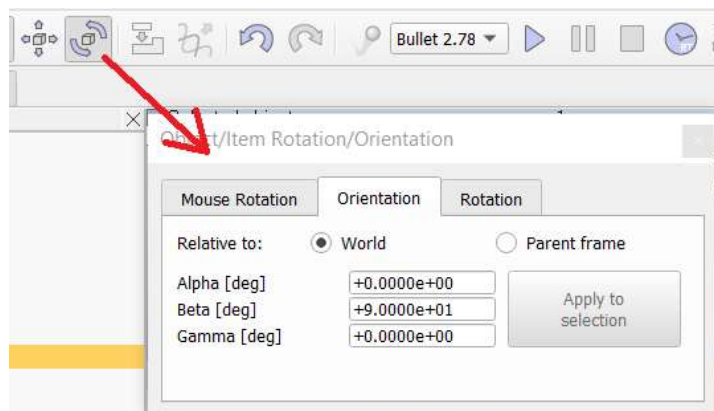 Bullet 2.78
Object/Item Rotation/Orientation
Mouse Rotation
Orientation
Rotation
Relative to:
World
Parent frame
Alpha [deg]
+0.0000e+00
Beta [deg]
+9.0000e+01
Gamma [deg]
+0.0000e+00
Apply to
selection